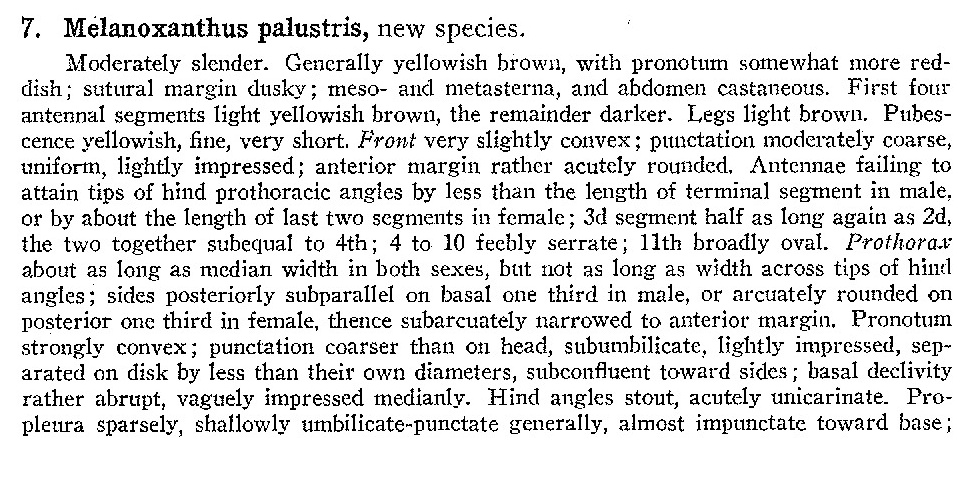 7. Melanoxanthus palustris, new species.
Moderately slender. Generally yellowish brown, with pronotum somewhat more red-
dish; sutural margin dusky; meso- and metasterna, and abdomen castaneous. First four
antennal segments light yellowish brown, the remainder darker. Legs light brown. Pubes-
cence yellowish, fine, very short. Front very slightly convex; punctation moderately coarse,
uniform, lightly impressed; anterior margin rather acutely rounded. Antennae failing to
attain tips of hind prothoracic angles by less than the length of terminal segment in male,
or by about the length of last two segments in female; 3d segment half as long again as 2d,
the two together subequal to 4th; 4 to 10 feebly serrate; 11th broadly oval. Prothorax
about as long as median width in both sexes, but not as long as width across tips of hind
angles; sides posteriorly subparallel on basal one third in male, or arcuately rounded on
posterior one third in female, thence subarcuately narrowed to anterior margin. Pronotum
strongly convex; punctation coarser than on head, subumbilicate, lightly impressed, sep-
arated on disk by less than their own diameters, subconfluent toward sides; basal declivity
rather abrupt, vaguely impressed medianly. Hind angles stout, acutely unicarinate. Pro-
pleura sparsely, shallowly umbilicate-punctate generally, almost impunctate toward base;